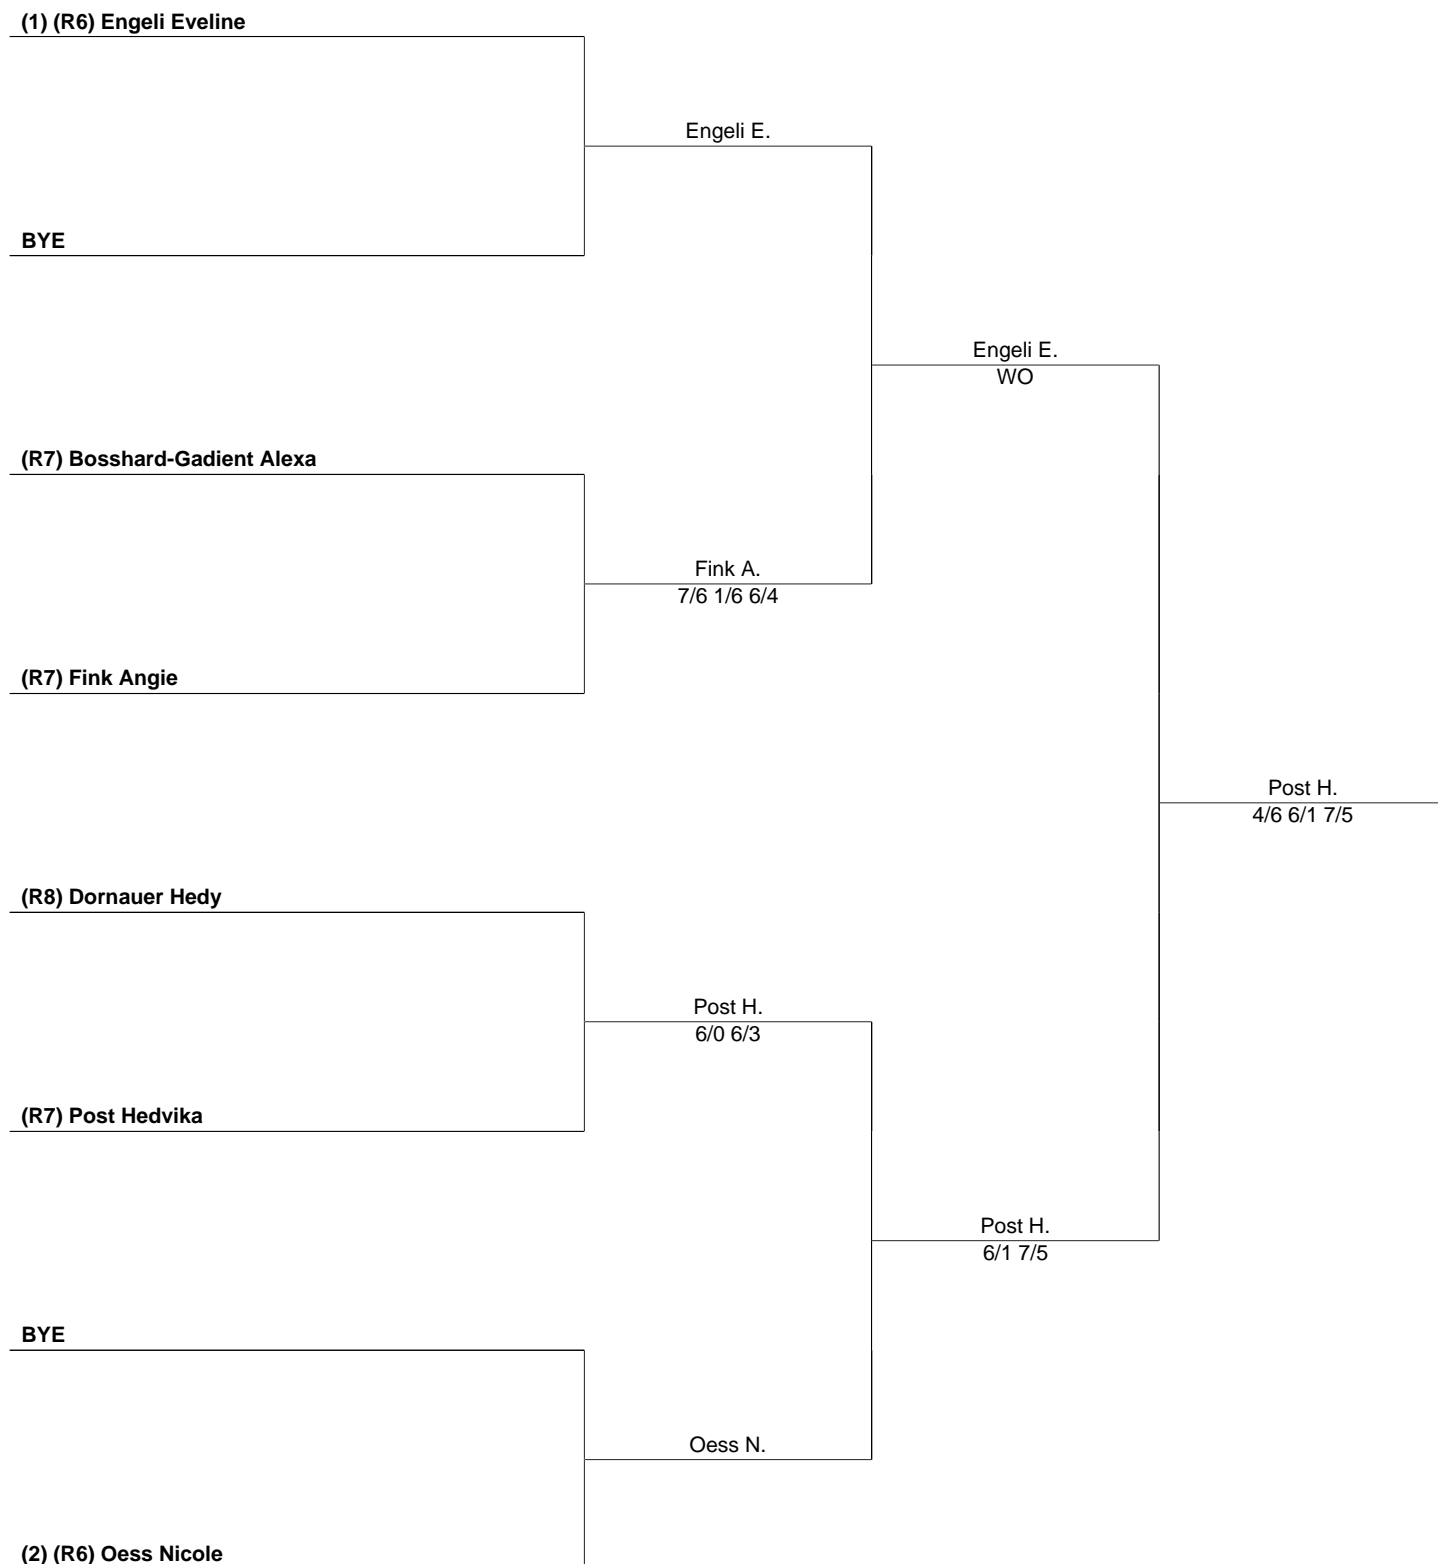 (1) (R6) Engeli Eveline
Engeli E.
BYE
Engeli E.
WO
(R7) Bosshard-Gadient Alexa
Fink A.
7/6 1/6 6/4
(R7) Fink Angie
Post H.
4/6 6/1 7/5
(R8) Dornauer Hedy
Post H.
6/0 6/3
(R7) Post Hedvika
Post H.
6/1 7/5
BYE
Oess N.
(2) (R6) Oess Nicole